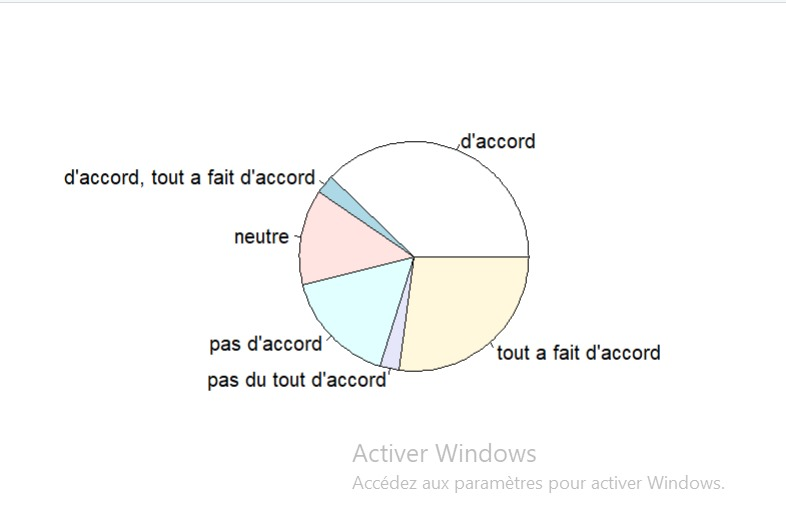 d'accord
d'accord, tout a fait d'accord
neutre
pas d'accord
pas du tout d'accord
tout a fait d'accord
Activer Windows
Accédez aux paramètres pour activer Windows.